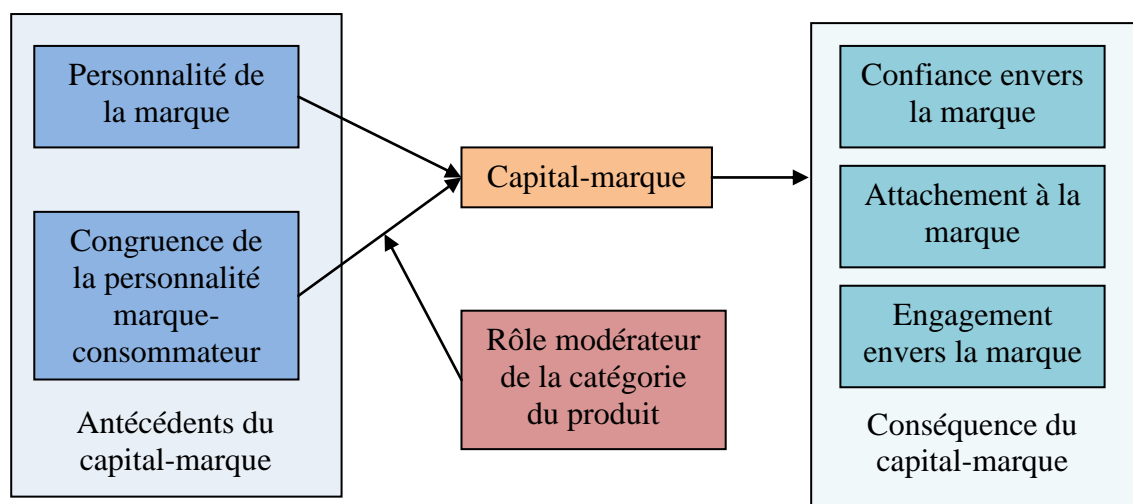 Personnalité de
la marque
Congruence de
la personnalité
marque-
consommateur
Antécédents du
capital-marque
Capital-marque
Rôle modérateur
de la catégorie
du produit
Confiance envers
la marque
Attachement à la
marque
Engagement
envers la marque
Conséquence du
capital-marque